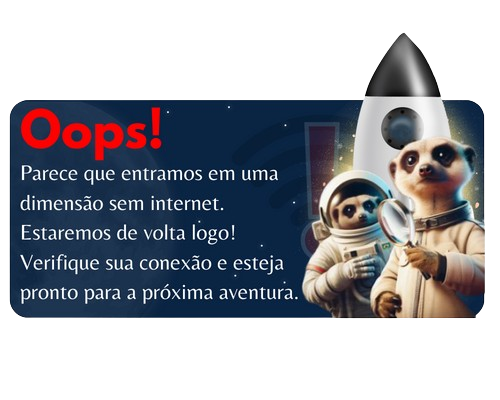 Oops!
Parece que entramos em uma
dimensão sem internet.
Estaremos de volta logo!
Verifique sua conexão e esteja
pronto para a próxima aventura.